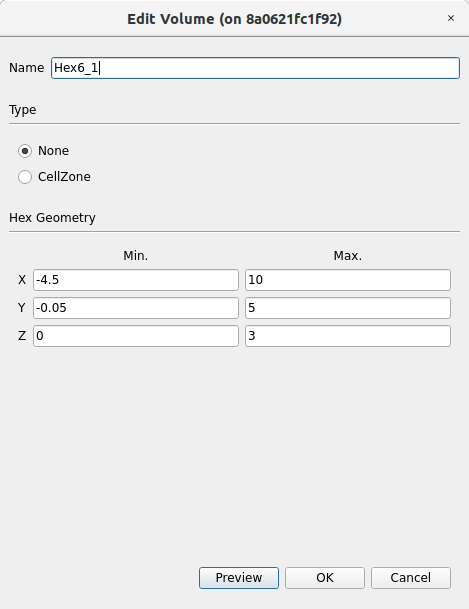 Edit Volume (on 8a0621fc1f92)
×
Name Hex6_1
Type
None
CellZone
Hex Geometry
Min. Max.
X -4.5 10
Y -0.05 5
Z 0 3
Preview OK Cancel